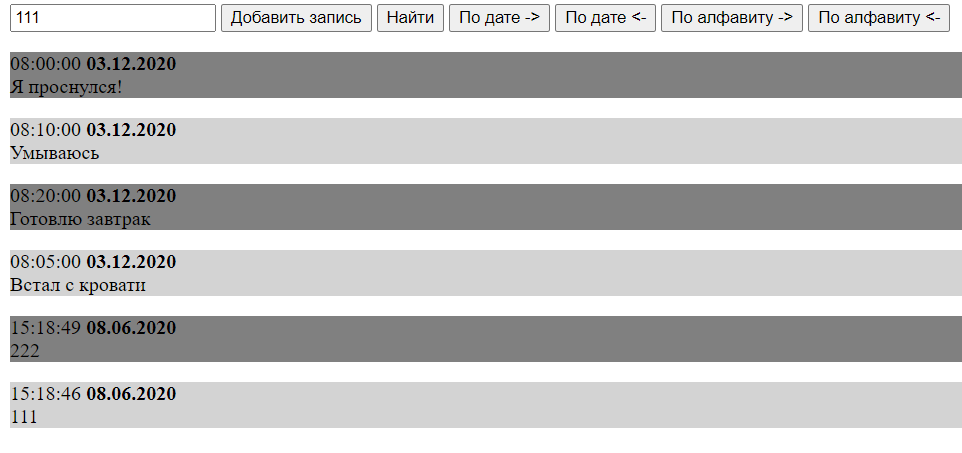 111 Добавить запись Найти По дате -> По дате <- По алфавиту -> По алфавиту <-
08:00:00 03.12.2020
Я проснулся!
08:10:00 03.12.2020
Умываюсь
08:20:00 03.12.2020
Готовлю завтрак
08:05:00 03.12.2020
Встал с кровати
15:18:49 08.06.2020
222
15:18:46 08.06.2020
111